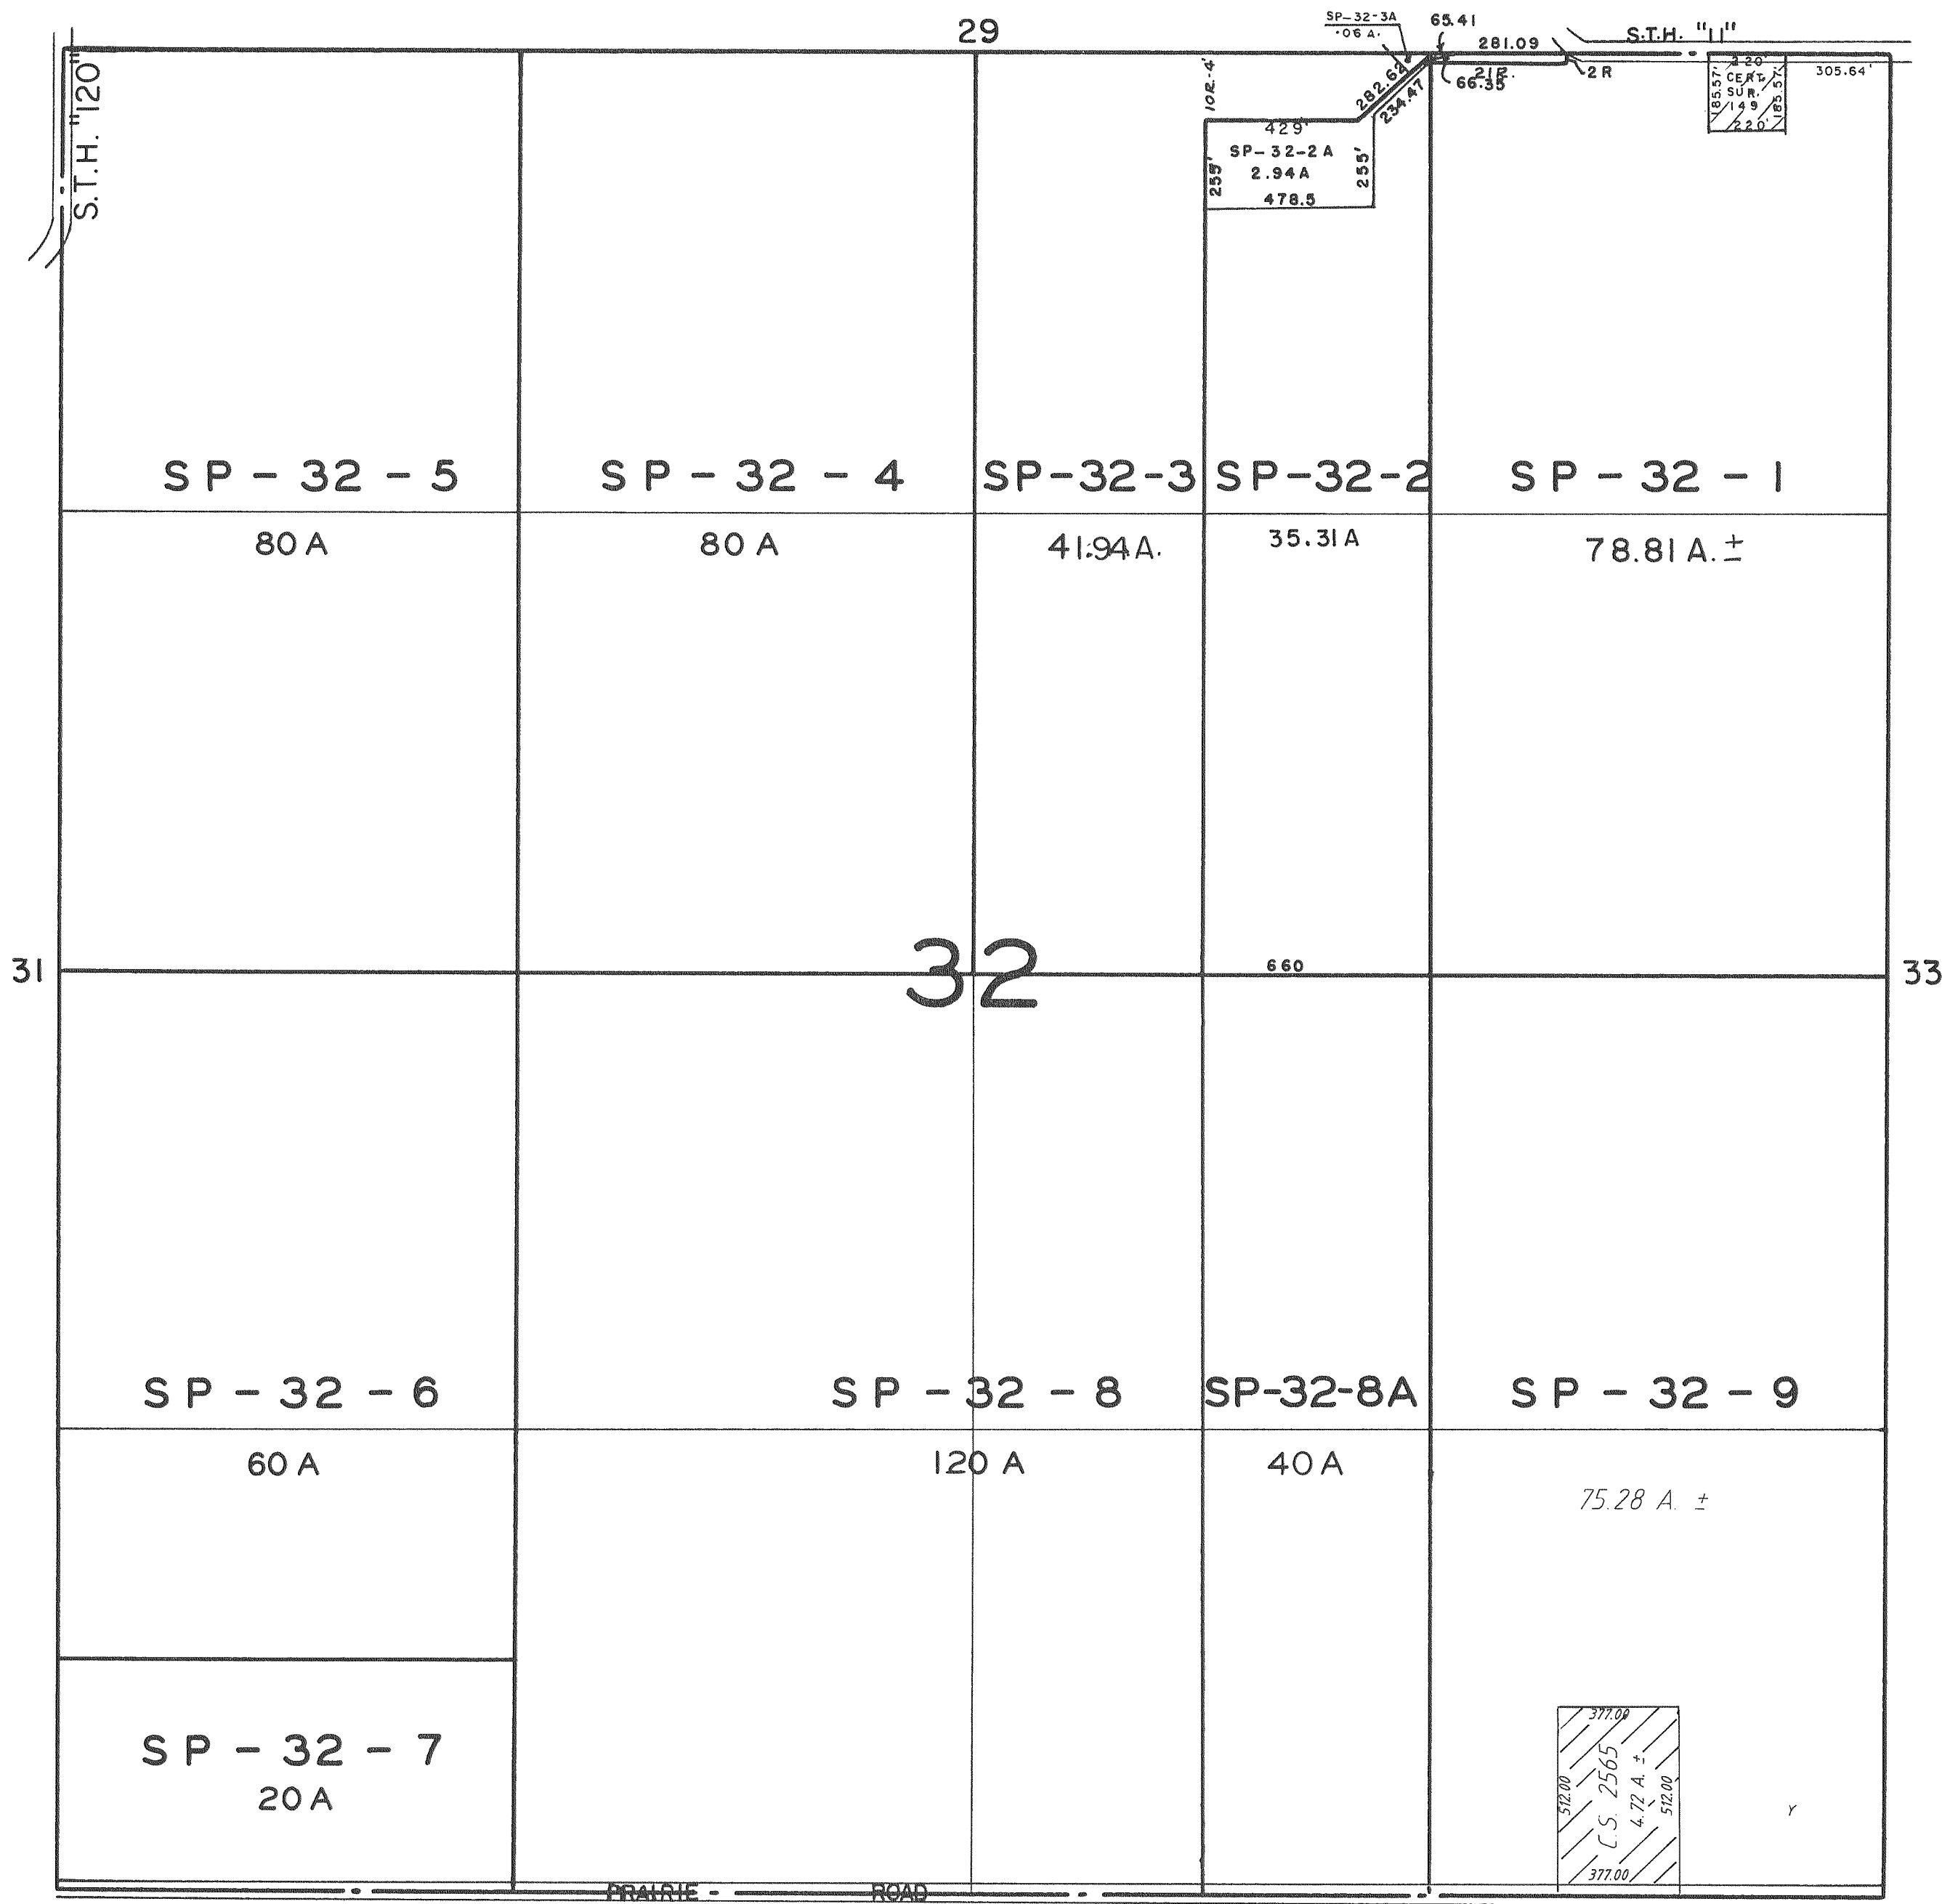 29
S.T.H. "120"
SP-32-3A
.06 A.
65.41
281.09
S.T.H. "11"
21R.
66.35
2 R
220'
CERT.
SUR.
149
220'
185.57'
185.57'
305.64'
10R.-4'
282.62
234.47
429'
SP-32-2A
2.94A
478.5
255'
255'
SP-32-5
SP-32-4
SP-32-3
SP-32-2
SP-32-1
80 A
80 A
41.94 A.
35.31 A
78.81 A. ±
31
32
660
33
SP-32-6
SP-32-8
SP-32-8A
SP-32-9
60 A
120 A
40 A
75.28 A. ±
SP-32-7
20 A
377.00
512.00
C.S. 2565
4.72 A. ±
512.00
377.00
Y
PRAIRIE - ROAD